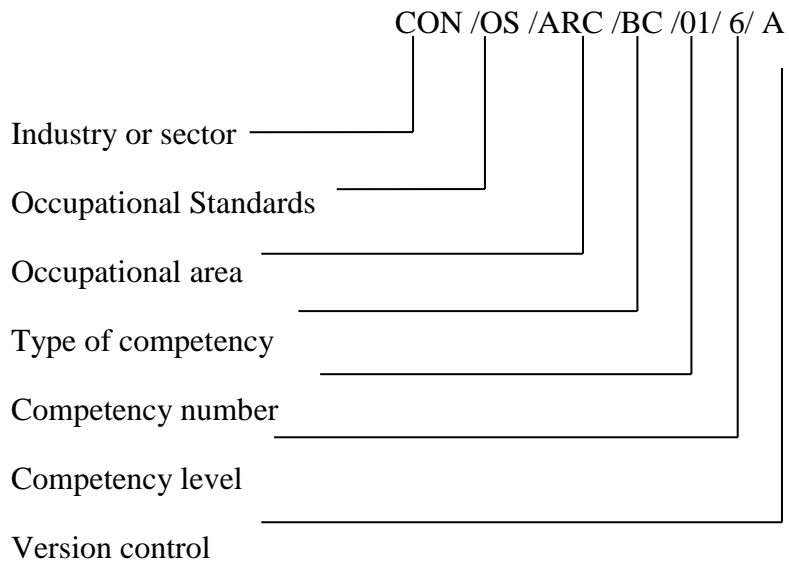 CON /OS /ARC /BC /01/ 6/ A
Industry or sector
Occupational Standards
Occupational area
Type of competency
Competency number
Competency level
Version control